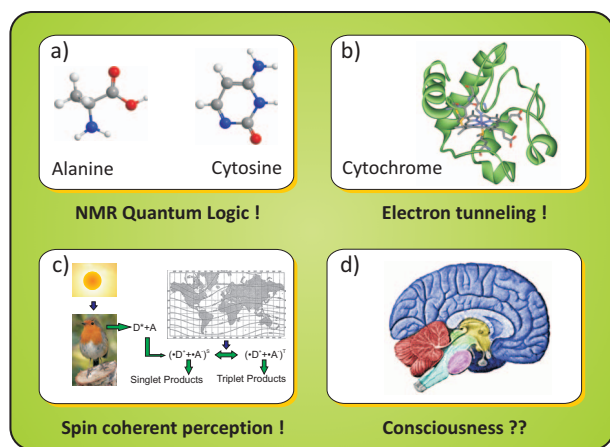 a)
Alanine
Cytosine
NMR Quantum Logic !
b)
Cytochrome
Electron tunneling !
c)
D*+A
(•D⁺+•A⁻)ˢ
(•D⁺+•A⁻)ᵀ
Singlet Products
Triplet Products
Spin coherent perception !
d)
Consciousness ??